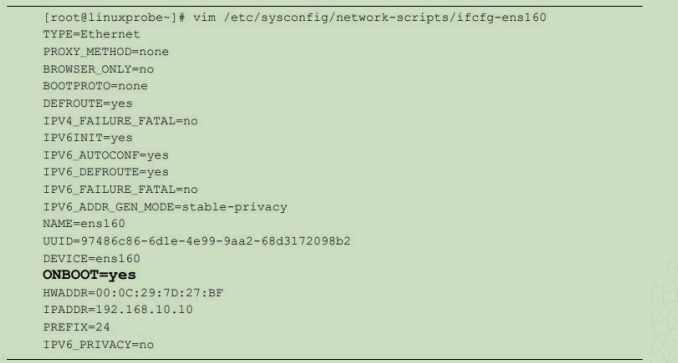 [root@linuxprobe~]# vim /etc/sysconfig/network-scripts/ifcfg-ens160
TYPE=Ethernet
PROXY_METHOD=none
BROWSER_ONLY=no
BOOTPROTO=none
DEFROUTE=yes
IPV4_FAILURE_FATAL=no
IPV6INIT=yes
IPV6_AUTOCONF=yes
IPV6_DEFROUTE=yes
IPV6_FAILURE_FATAL=no
IPV6_ADDR_GEN_MODE=stable-privacy
NAME=ens160
UUID=97486c86-6d1e-4e99-9aa2-68d3172098b2
DEVICE=ens160
ONBOOT=yes
HWADDR=00:0C:29:7D:27:BF
IPADDR=192.168.10.10
PREFIX=24
IPV6_PRIVACY=no